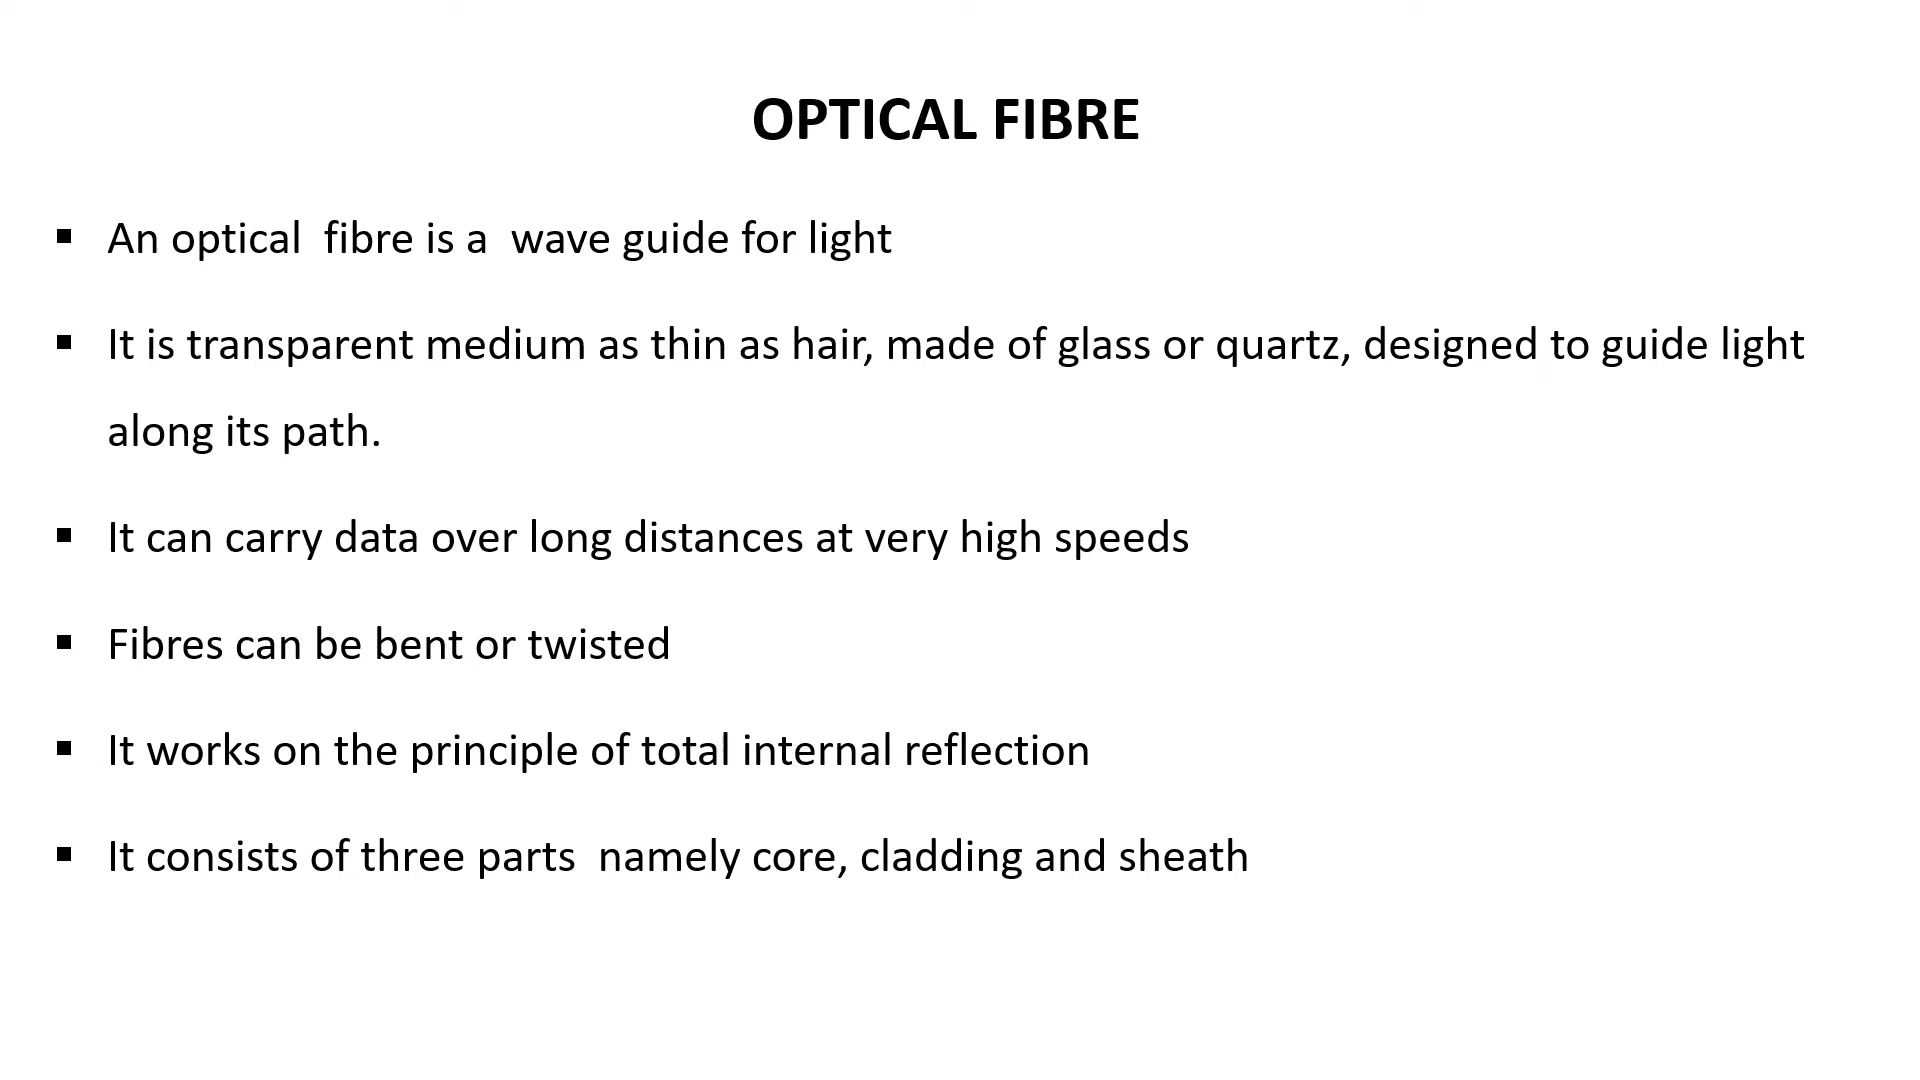 OPTICAL FIBRE
▪ An optical  fibre is a  wave guide for light
▪ It is transparent medium as thin as hair, made of glass or quartz, designed to guide light
along its path.
▪ It can carry data over long distances at very high speeds
▪ Fibres can be bent or twisted
▪ It works on the principle of total internal reflection
▪ It consists of three parts  namely core, cladding and sheath